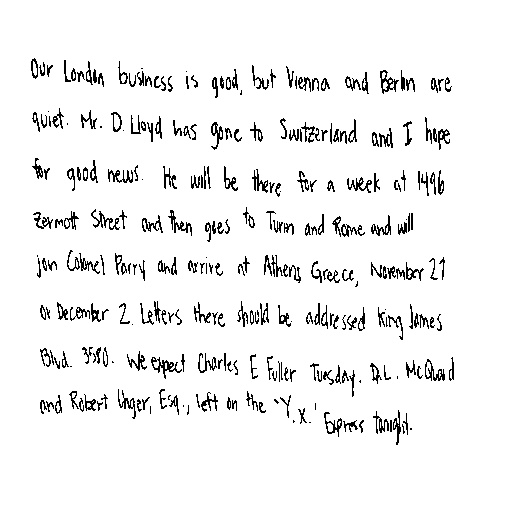 Our London business is good, but Vienna and Berlin are
quiet. Mr. D. Lloyd has gone to Switzerland and I hope
for good news. He will be there for a week at 1496
Zermott Street and then goes to Turin and Rome and will
join Colonel Parry and arrive at Athens, Greece, November 27
or December 2. Letters there should be addressed King James
Blvd. 3580. We expect Charles E Fuller Tuesday. D.L. McQuaid
and Robert Unger, Esq., left on the 'Y.X.' Express tonight.